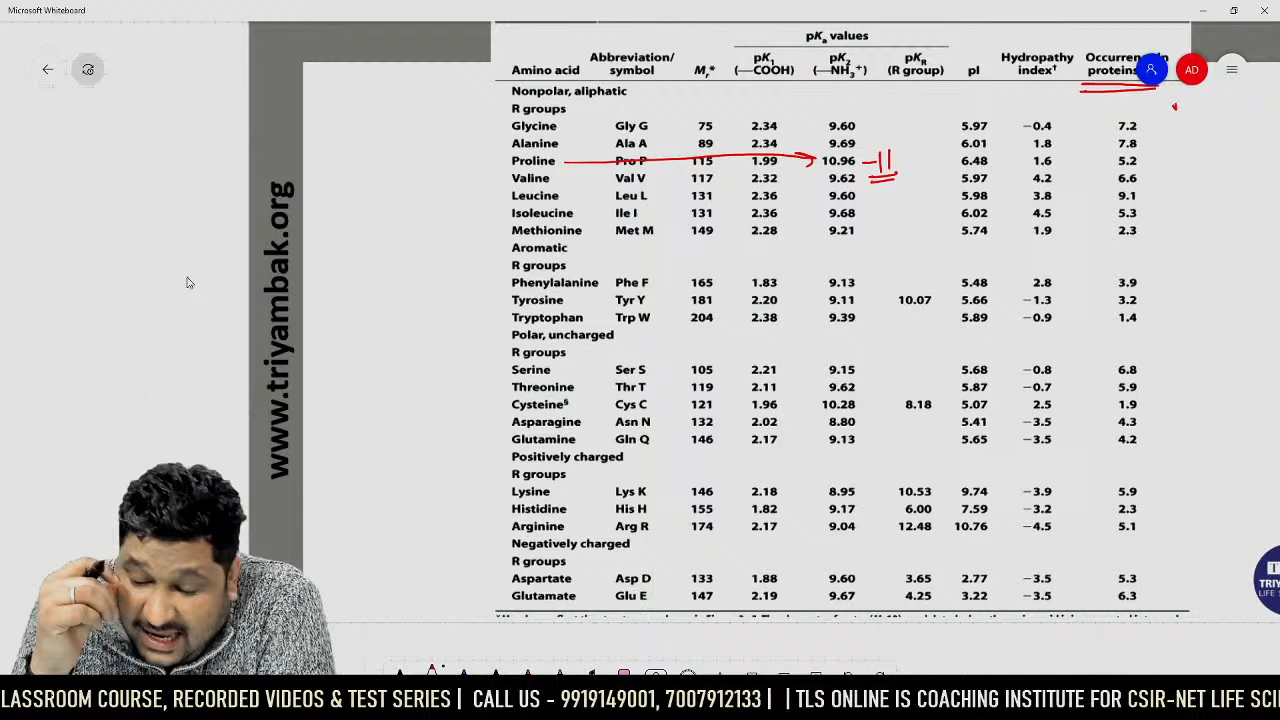 Microsoft Whiteboard
pKa values
Amino acid Abbreviation/ symbol Mr* pK1 (—COOH) pK2 (—NH3+) pKR (R group) pI Hydropathy index† proteins
AD
Nonpolar, aliphatic
R groups
Glycine Gly G 75 2.34 9.60 5.97 −0.4 7.2
Alanine Ala A 89 2.34 9.69 6.01 1.8 7.8
Proline Pro P 115 1.99 10.96 –11 6.48 1.6 5.2
Valine Val V 117 2.32 9.62 5.97 4.2 6.6
Leucine Leu L 131 2.36 9.60 5.98 3.8 9.1
Isoleucine Ile I 131 2.36 9.68 6.02 4.5 5.3
Methionine Met M 149 2.28 9.21 5.74 1.9 2.3
Aromatic
R groups
Phenylalanine Phe F 165 1.83 9.13 5.48 2.8 3.9
Tyrosine Tyr Y 181 2.20 9.11 10.07 5.66 −1.3 3.2
Tryptophan Trp W 204 2.38 9.39 5.89 −0.9 1.4
Polar, uncharged
R groups
Serine Ser S 105 2.21 9.15 5.68 −0.8 6.8
Threonine Thr T 119 2.11 9.62 5.87 −0.7 5.9
Cysteine§ Cys C 121 1.96 10.28 8.18 5.07 2.5 1.9
Asparagine Asn N 132 2.02 8.80 5.41 −3.5 4.3
Glutamine Gln Q 146 2.17 9.13 5.65 −3.5 4.2
Positively charged
R groups
Lysine Lys K 146 2.18 8.95 10.53 9.74 −3.9 5.9
Histidine His H 155 1.82 9.17 6.00 7.59 −3.2 2.3
Arginine Arg R 174 2.17 9.04 12.48 10.76 −4.5 5.1
Negatively charged
R groups
Aspartate Asp D 133 1.88 9.60 3.65 2.77 −3.5 5.3
Glutamate Glu E 147 2.19 9.67 4.25 3.22 −3.5 6.3
www.triyambak.org
LASSROOM COURSE, RECORDED VIDEOS & TEST SERIES | CALL US - 9919149001, 7007912133 | | TLS ONLINE IS COACHING INSTITUTE FOR CSIR-NET LIFE SCI